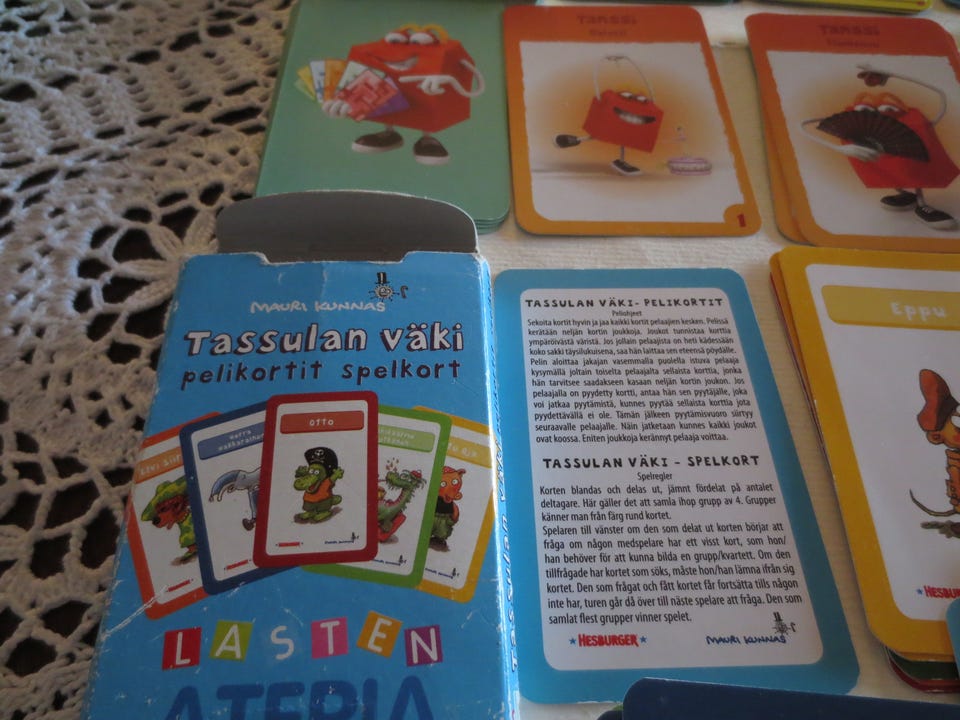 Tanssi
Baletti
1
Tanssi
Flamenco
MAURI KUNNAS
Tassulan väki
pelikortit spelkort
Otto
HESBURGER
LASTEN
ATERIA
TASSULAN VÄKI- PELIKORTIT
Peliohjeet
Sekoita kortit hyvin ja jaa kaikki kortit pelaajien kesken. Pelissä
kerätään neljän kortin joukkoja. Joukot tunnistaa korttia
ympäröivästä väristä. Jos jollain pelaajista on heti kädessään
koko sakki täysilukuisena, saa hän laittaa sen eteensä pöydälle.
Pelin aloittaa jakajan vasemmalla puolella istuva pelaaja
kysymällä joltain toiselta pelaajalta sellaista korttia, jonka
hän tarvitsee saadakseen kasaan neljän kortin joukon. Jos
pelaajalla on pyydetty kortti, antaa hän sen pyytäjälle, joka
voi jatkaa pyytämistä, kunnes pyytää sellaista korttia jota
pyydettävällä ei ole. Tämän jälkeen pyytämisvuoro siirtyy
seuraavalle pelaajalle. Näin jatketaan kunnes kaikki joukot
ovat koossa. Eniten joukkoja kerännyt pelaaja voittaa.
TASSULAN VÄKI - SPELKORT
Spelregler
Korten blandas och delas ut, jämnt fördelat på antalet
deltagare. Här gäller det att samla ihop grupp av 4. Grupper
känner man från färg rund kortet.
Spelaren till vänster om den som delat ut korten börjar att
fråga om någon medspelare har ett visst kort, som hon/
han behöver för att kunna bilda en grupp/kvartett. Om den
tillfrågade har kortet som söks, måste hon/han lämna ifrån sig
kortet. Den som frågat och fått kortet får fortsätta tills någon
inte har, turen går då över till näste spelare att fråga. Den som
samlat flest grupper vinner spelet.
HESBURGER
MAURI KUNNAS
Eppu